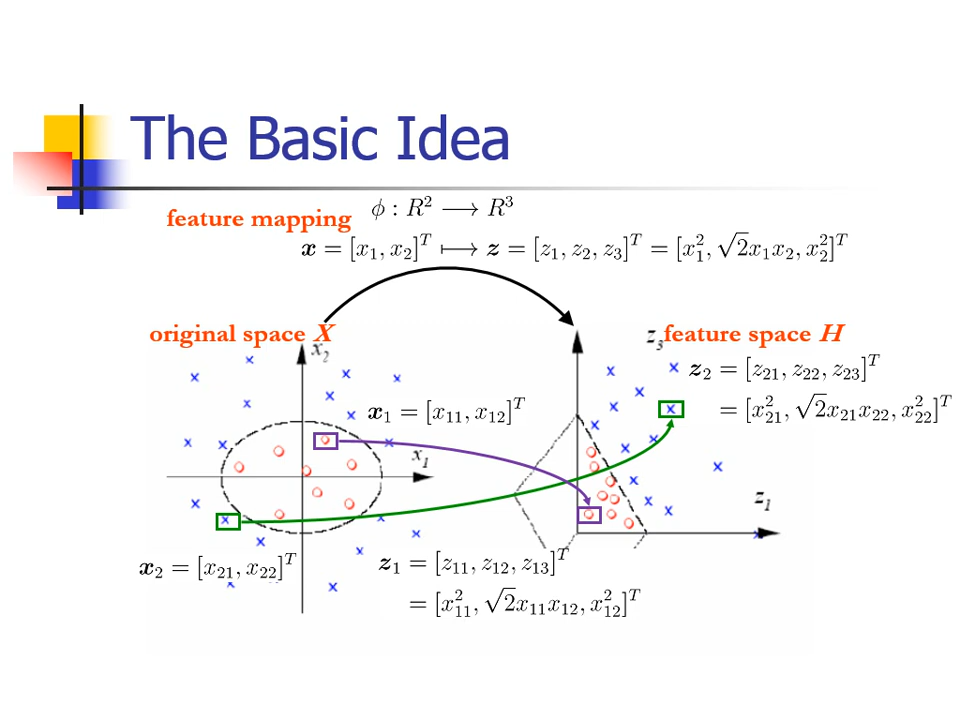 The Basic Idea
feature mapping
ϕ : R² ⟶ R³
x = [x₁, x₂]ᵀ ⟼ z = [z₁, z₂, z₃]ᵀ = [x₁², √2x₁x₂, x₂²]ᵀ
original space X
x₂
z₃
feature space H
z₂ = [z₂₁, z₂₂, z₂₃]ᵀ
= [x₂₁², √2x₂₁x₂₂, x₂₂²]ᵀ
x₁ = [x₁₁, x₁₂]ᵀ
x₁
z₁
x₂ = [x₂₁, x₂₂]ᵀ
z₁ = [z₁₁, z₁₂, z₁₃]ᵀ
= [x₁₁², √2x₁₁x₁₂, x₁₂²]ᵀ